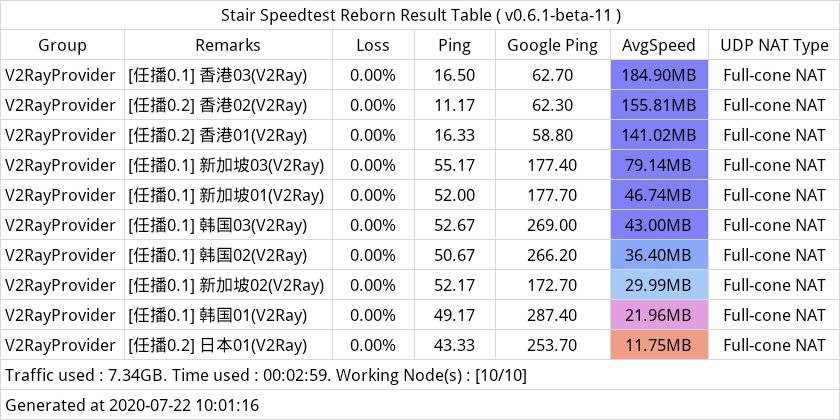 Stair Speedtest Reborn Result Table ( v0.6.1-beta-11 )
Group Remarks Loss Ping Google Ping AvgSpeed UDP NAT Type
V2RayProvider [任播0.1] 香港03(V2Ray) 0.00% 16.50 62.70 184.90MB Full-cone NAT
V2RayProvider [任播0.2] 香港02(V2Ray) 0.00% 11.17 62.30 155.81MB Full-cone NAT
V2RayProvider [任播0.2] 香港01(V2Ray) 0.00% 16.33 58.80 141.02MB Full-cone NAT
V2RayProvider [任播0.1] 新加坡03(V2Ray) 0.00% 55.17 177.40 79.14MB Full-cone NAT
V2RayProvider [任播0.1] 新加坡01(V2Ray) 0.00% 52.00 177.70 46.74MB Full-cone NAT
V2RayProvider [任播0.1] 韩国03(V2Ray) 0.00% 52.67 269.00 43.00MB Full-cone NAT
V2RayProvider [任播0.1] 韩国02(V2Ray) 0.00% 50.67 266.20 36.40MB Full-cone NAT
V2RayProvider [任播0.1] 新加坡02(V2Ray) 0.00% 52.17 172.70 29.99MB Full-cone NAT
V2RayProvider [任播0.1] 韩国01(V2Ray) 0.00% 49.17 287.40 21.96MB Full-cone NAT
V2RayProvider [任播0.2] 日本01(V2Ray) 0.00% 43.33 253.70 11.75MB Full-cone NAT
Traffic used : 7.34GB. Time used : 00:02:59. Working Node(s) : [10/10]
Generated at 2020-07-22 10:01:16